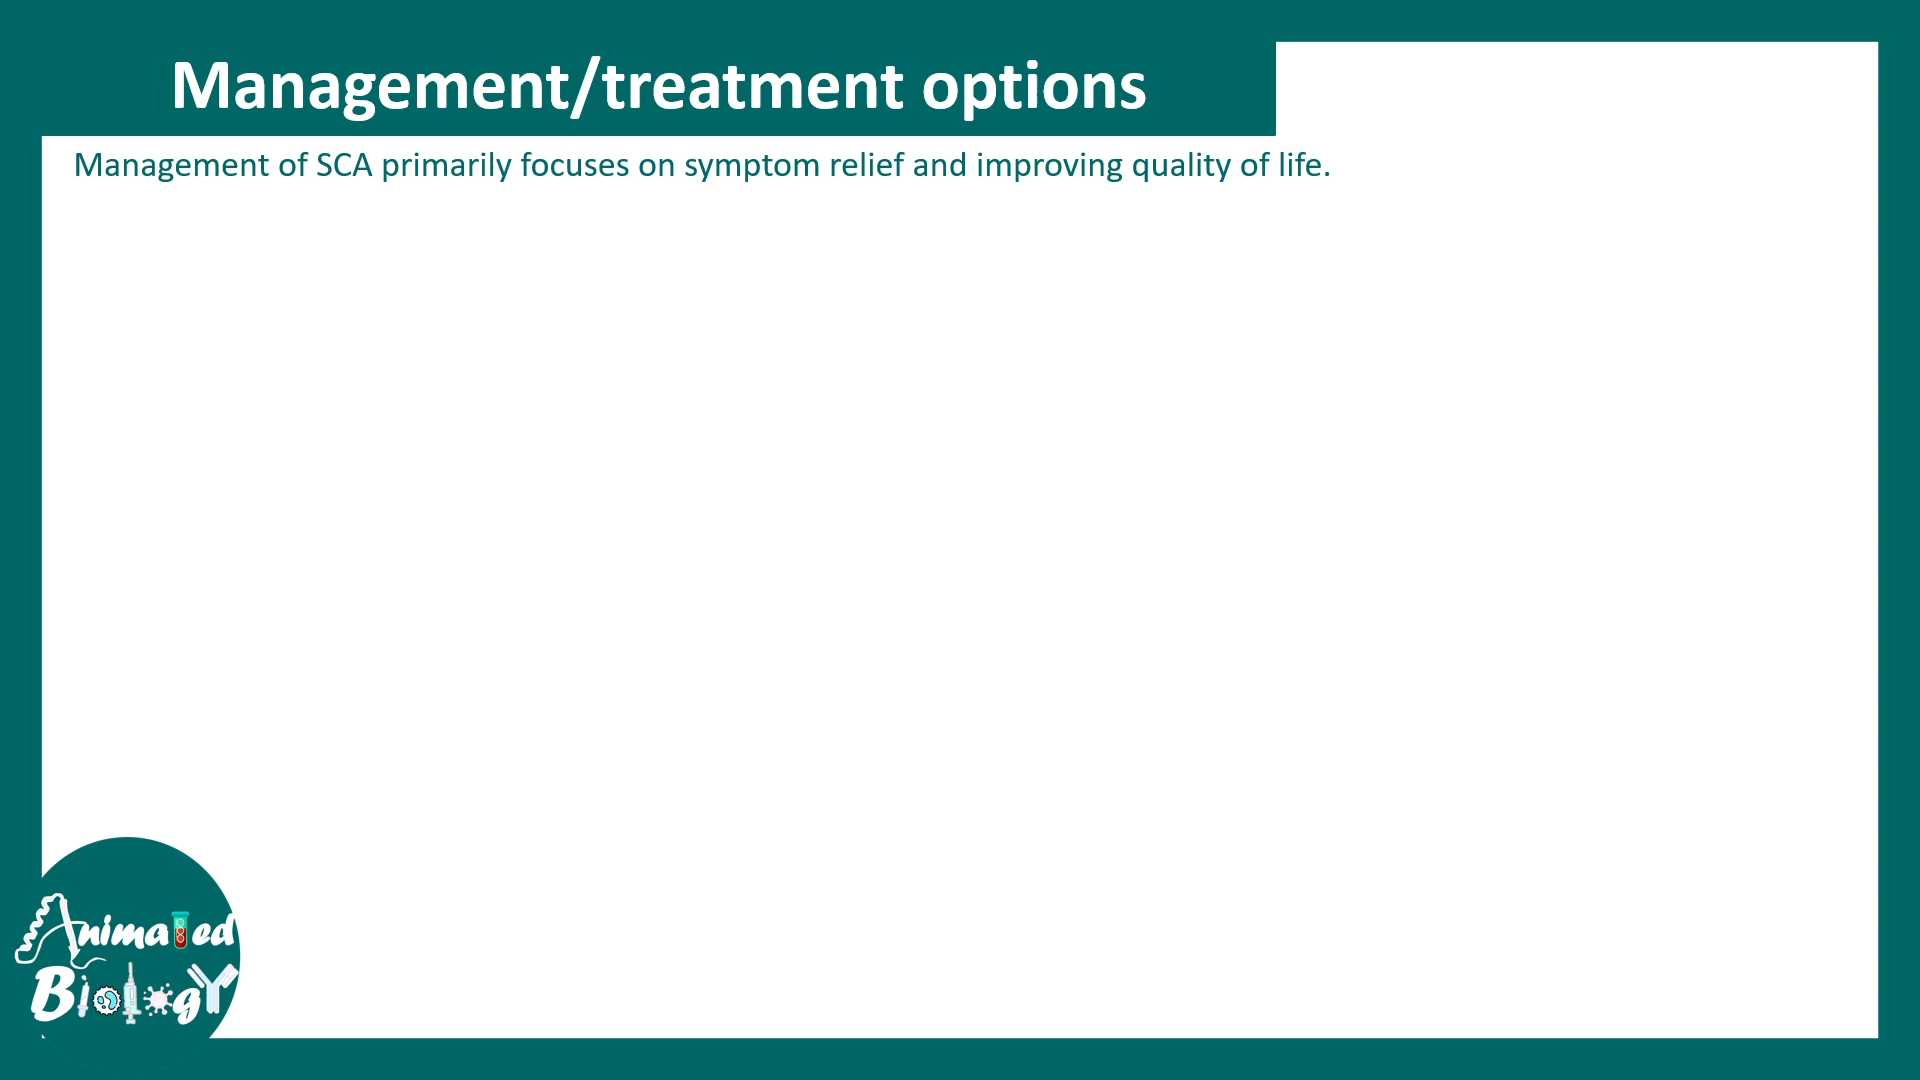 Management/treatment options
Management of SCA primarily focuses on symptom relief and improving quality of life.
Animated
Biology